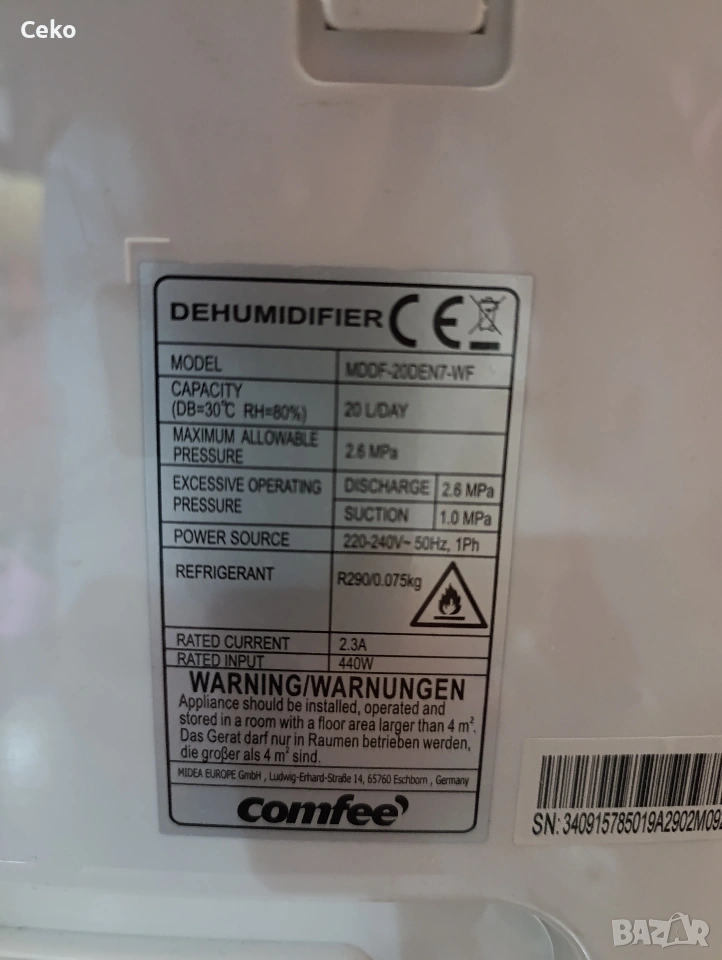 Ceko
DEHUMIDIFIER CE
MODEL MDDF-20DEN7-WF
CAPACITY
(DB=30℃ RH=80%) 20 L/DAY
MAXIMUM ALLOWABLE
PRESSURE 2.6 MPa
EXCESSIVE OPERATING
PRESSURE
DISCHARGE 2.6 MPa
SUCTION 1.0 MPa
POWER SOURCE 220-240V~ 50Hz, 1Ph
REFRIGERANT R290/0.075kg
RATED CURRENT 2.3A
RATED INPUT 440W
WARNING/WARNUNGEN
Appliance should be installed, operated and
stored in a room with a floor area larger than 4 m².
Das Gerat darf nur in Raumen betrieben werden,
die großer als 4 m² sind.
MIDEA EUROPE GmbH , Ludwig-Erhard-Straße 14, 65760 Eschborn , Germany
comfee'
SN: 340915785019A2902M092
BAZAR